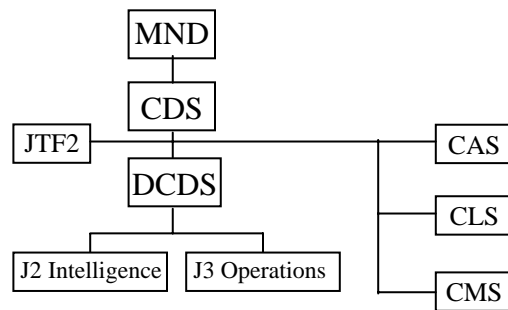 MND
CDS
JTF2
CAS
DCDS
CLS
J2 Intelligence
J3 Operations
CMS